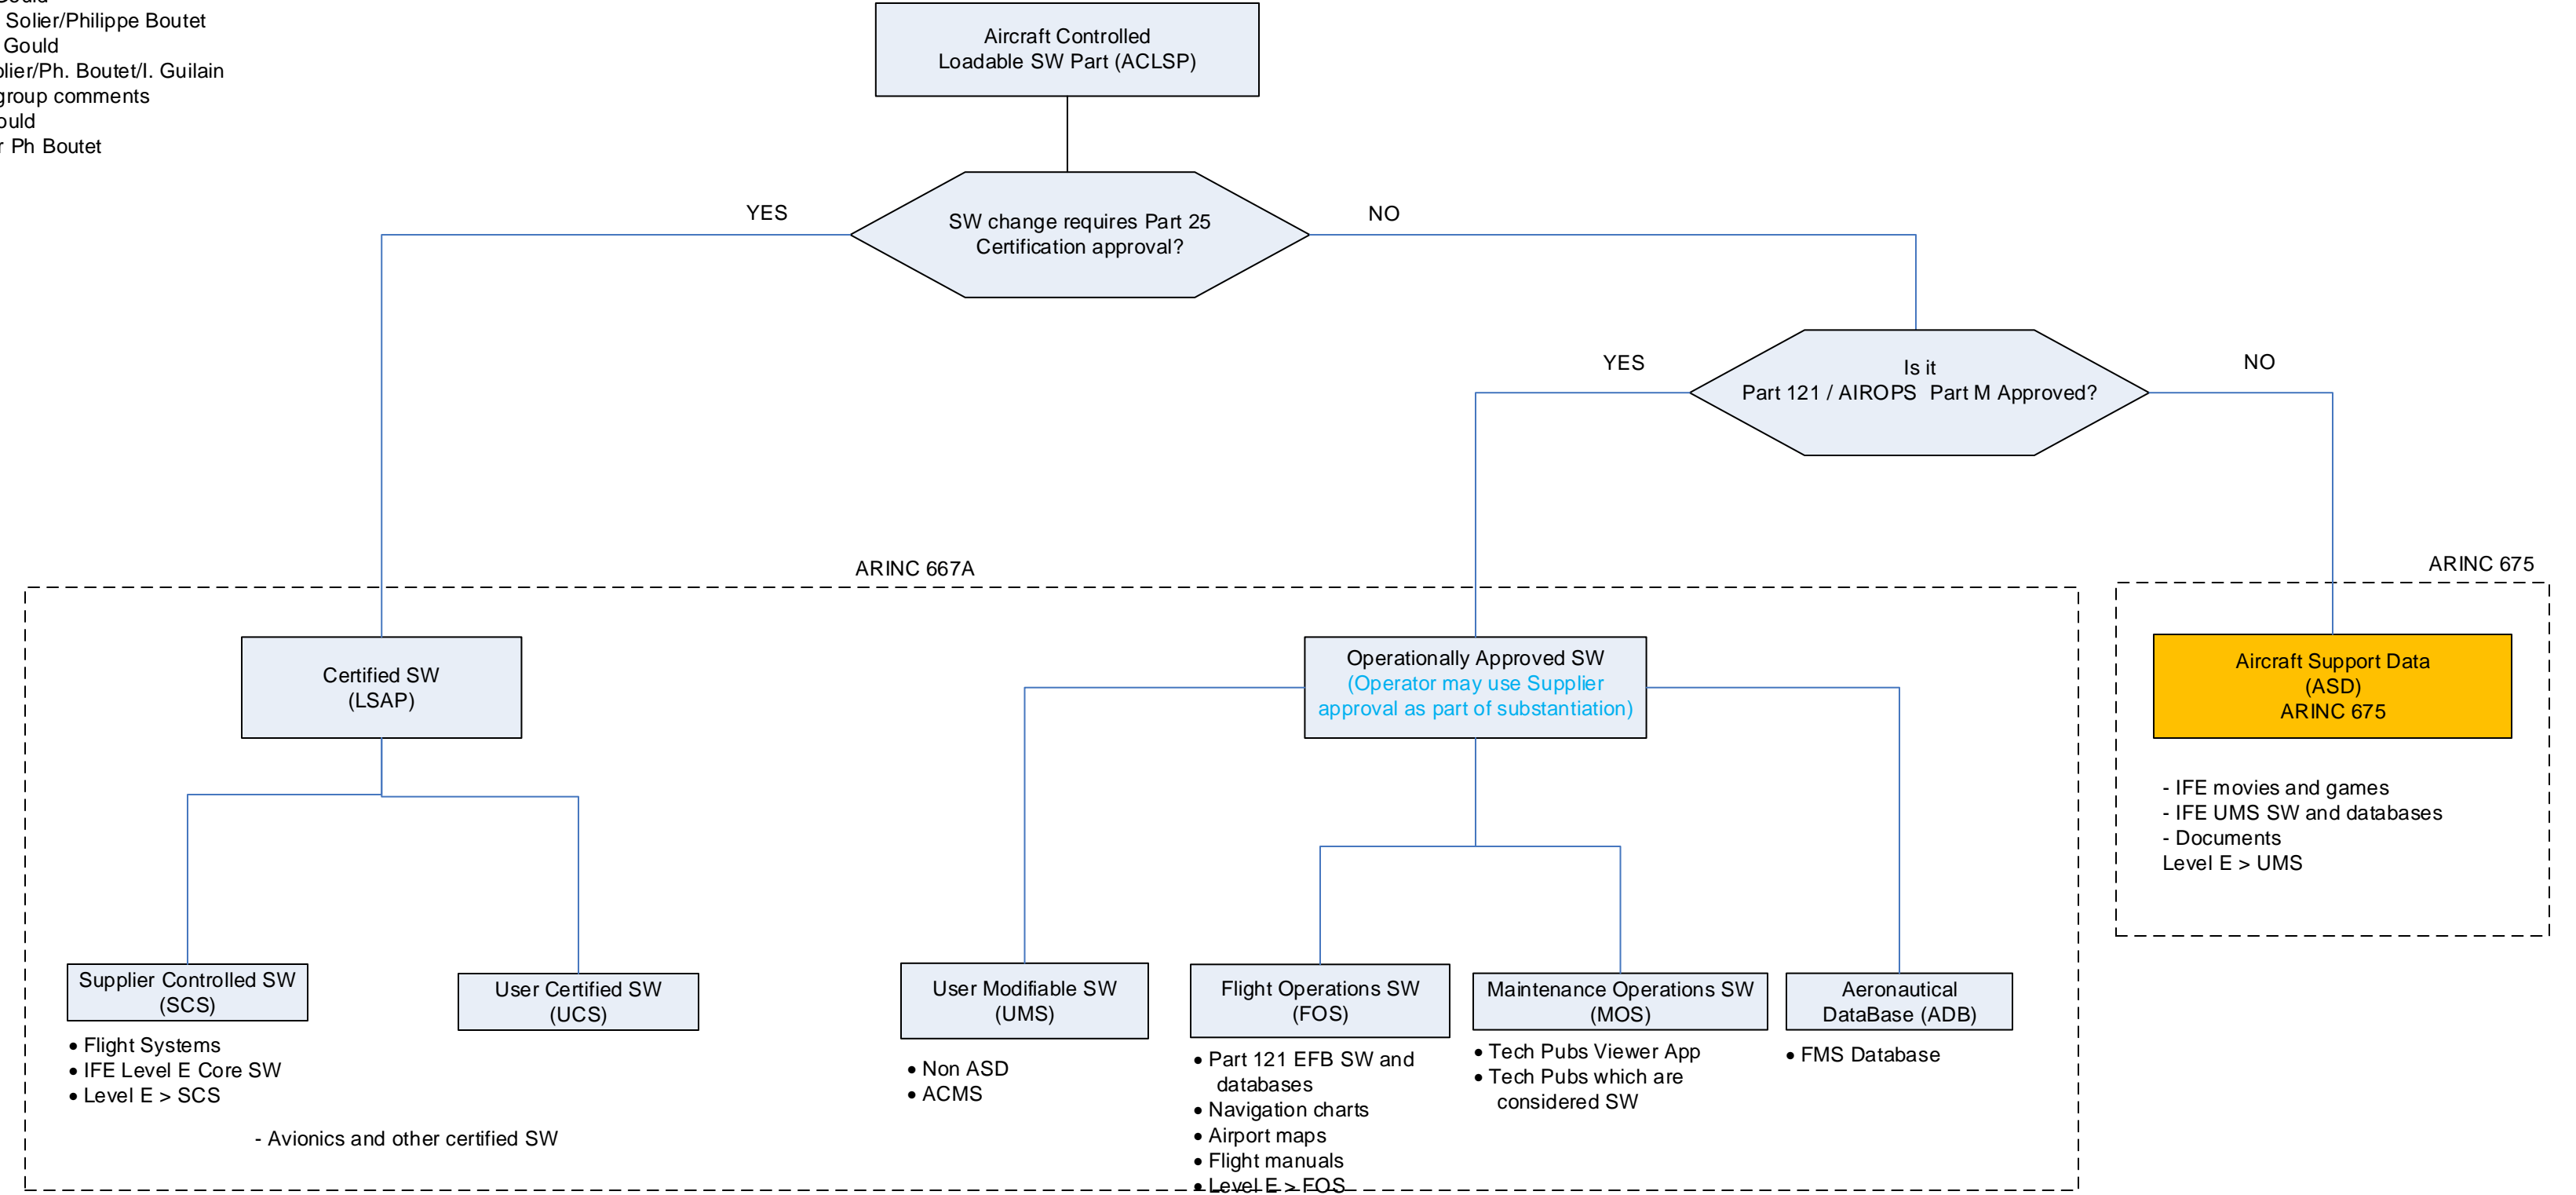 Solier/Philippe Boutet
Gould
Ph. Boutet/I. Guilain
group comments
Ph Boutet
Aircraft Controlled
Loadable SW Part (ACLSP)
YES
SW change requires Part 25
Certification approval?
NO
YES
Is it
Part 121 / AIROPS Part M Approved?
NO
ARINC 667A
ARINC 675
Certified SW
(LSAP)
Operationally Approved SW
(Operator may use Supplier
approval as part of substantiation)
Aircraft Support Data
(ASD)
ARINC 675
- IFE movies and games
- IFE UMS SW and databases
- Documents
Level E > UMS
Supplier Controlled SW
(SCS)
• Flight Systems
• IFE Level E Core SW
• Level E > SCS
User Certified SW
(UCS)
- Avionics and other certified SW
User Modifiable SW
(UMS)
• Non ASD
• ACMS
Flight Operations SW
(FOS)
• Part 121 EFB SW and
databases
• Navigation charts
• Airport maps
• Flight manuals
• Level E > FOS
Maintenance Operations SW
(MOS)
• Tech Pubs Viewer App
• Tech Pubs which are
considered SW
Aeronautical
DataBase (ADB)
• FMS Database